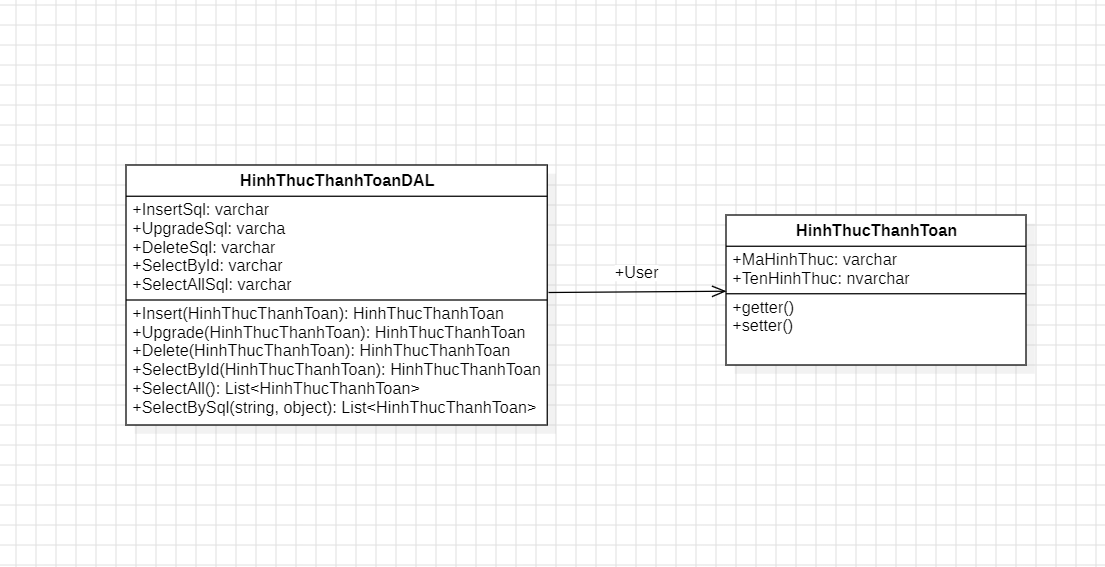 HinhThucThanhToanDAL
+InsertSql: varchar
+UpgradeSql: varcha
+DeleteSql: varchar
+SelectById: varchar
+SelectAllSql: varchar
+Insert(HinhThucThanhToan): HinhThucThanhToan
+Upgrade(HinhThucThanhToan): HinhThucThanhToan
+Delete(HinhThucThanhToan): HinhThucThanhToan
+SelectById(HinhThucThanhToan): HinhThucThanhToan
+SelectAll(): List<HinhThucThanhToan>
+SelectBySql(string, object): List<HinhThucThanhToan>
+User
HinhThucThanhToan
+MaHinhThuc: varchar
+TenHinhThuc: nvarchar
+getter()
+setter()